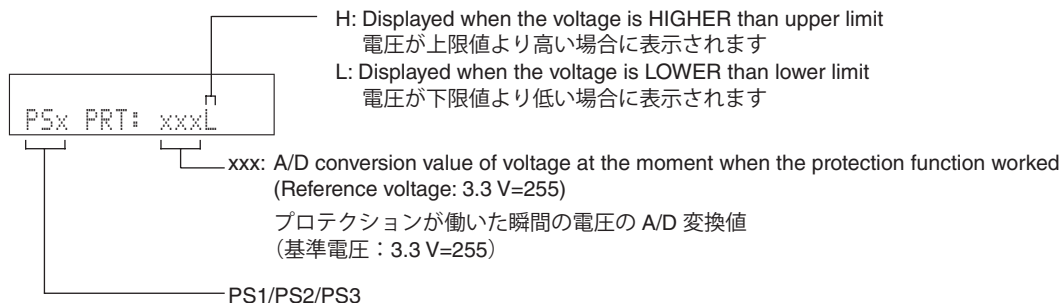 H: Displayed when the voltage is HIGHER than upper limit
電圧が上限値より高い場合に表示されます
L: Displayed when the voltage is LOWER than lower limit
電圧が下限値より低い場合に表示されます
PSx PRT: xxxL
xxx: A/D conversion value of voltage at the moment when the protection function worked
(Reference voltage: 3.3 V=255)
プロテクションが働いた瞬間の電圧の A/D 変換値
（基準電圧：3.3 V=255）
PS1/PS2/PS3